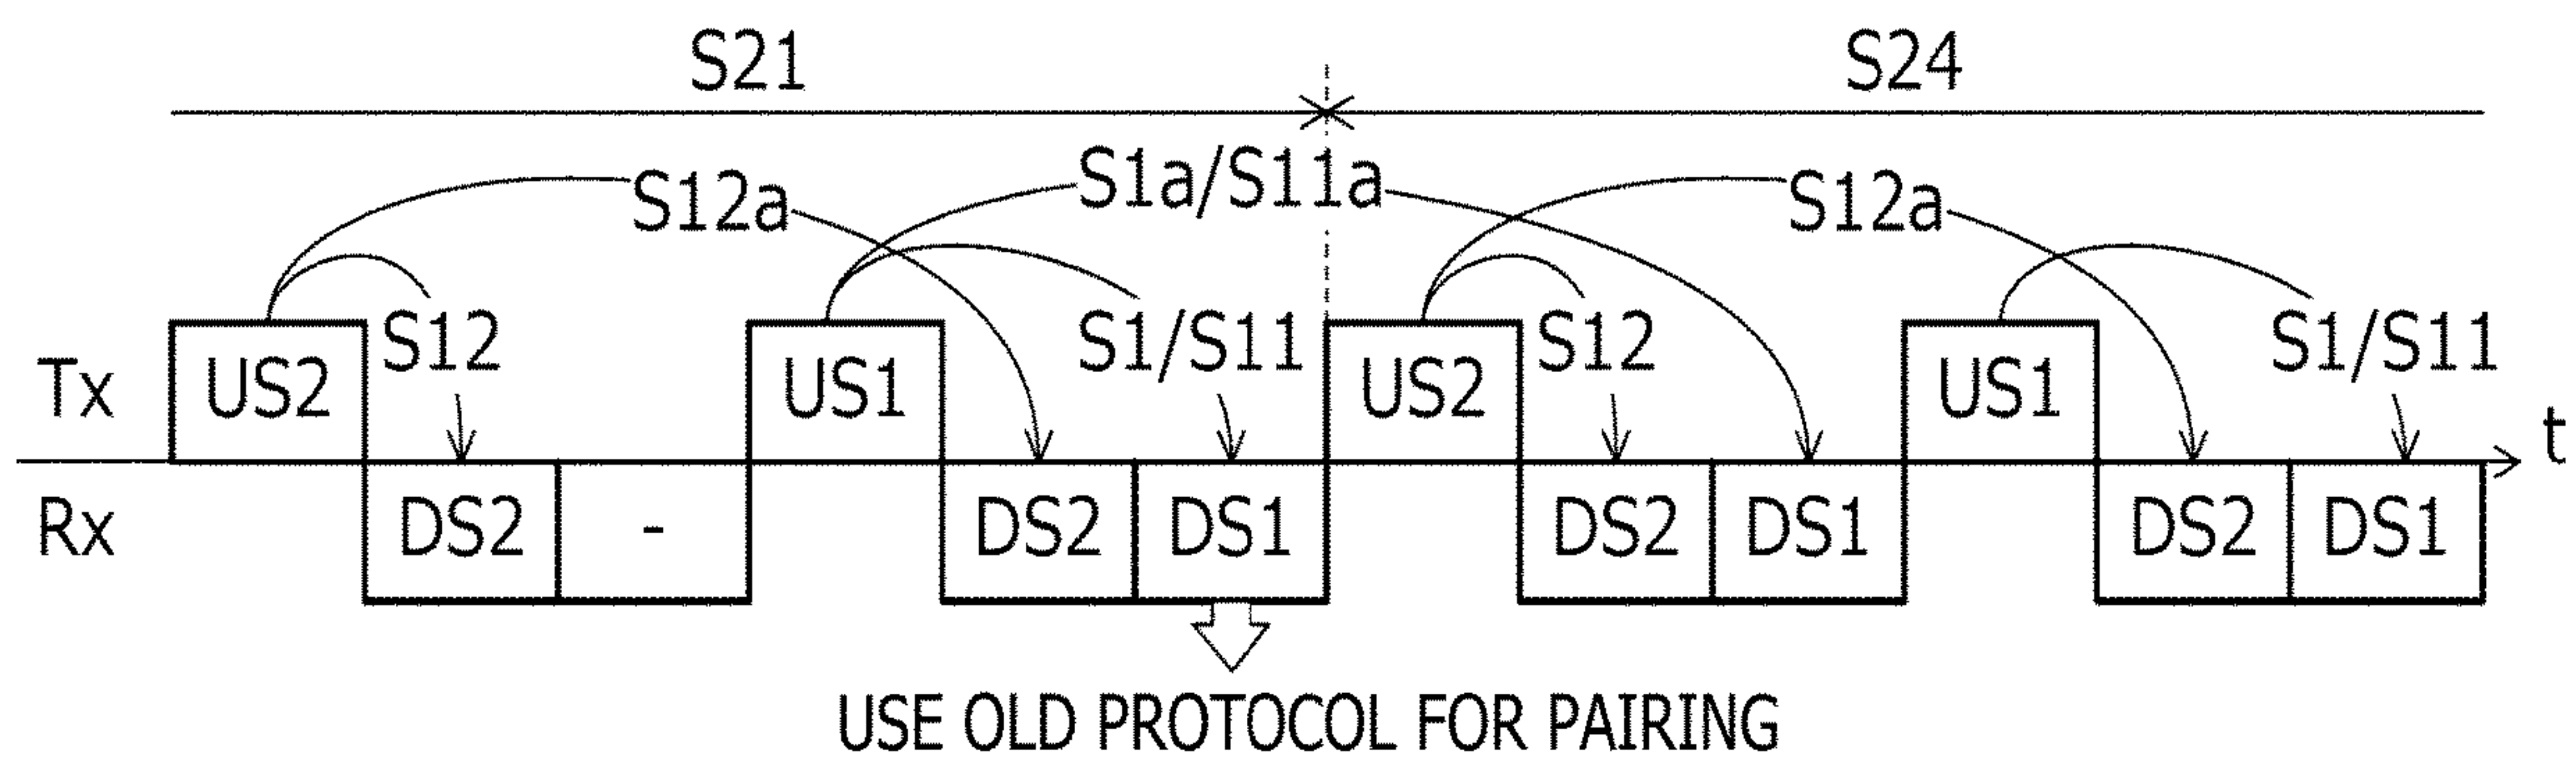 S21 S24
S12a S1a/S11a S12a
S12 S1/S11 S12 S1/S11
Tx US2 US1 US2 US1 t
Rx DS2 - DS2 DS1 DS2 DS1 DS2 DS1
USE OLD PROTOCOL FOR PAIRING